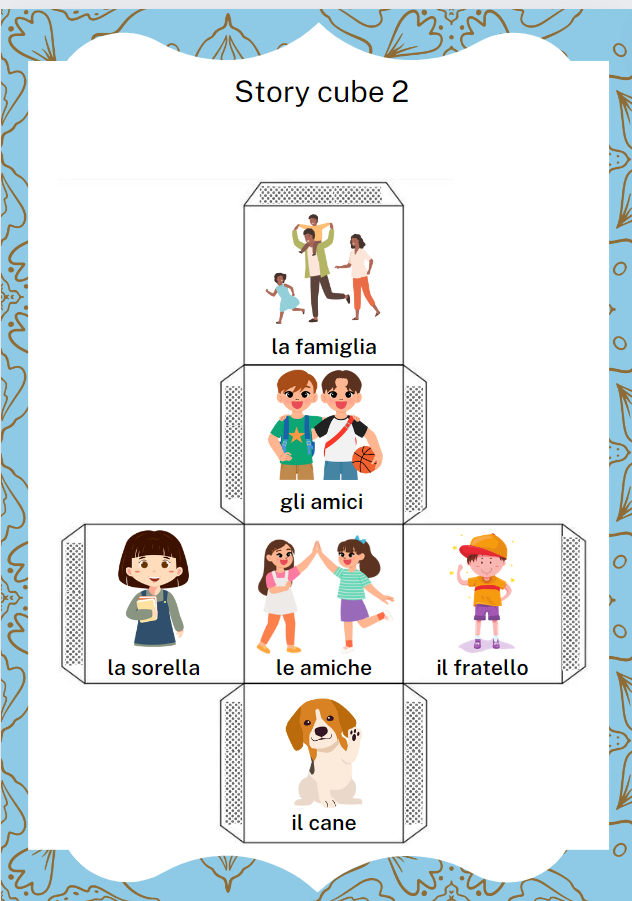 Story cube 2
la famiglia
gli amici
la sorella
le amiche
il fratello
il cane